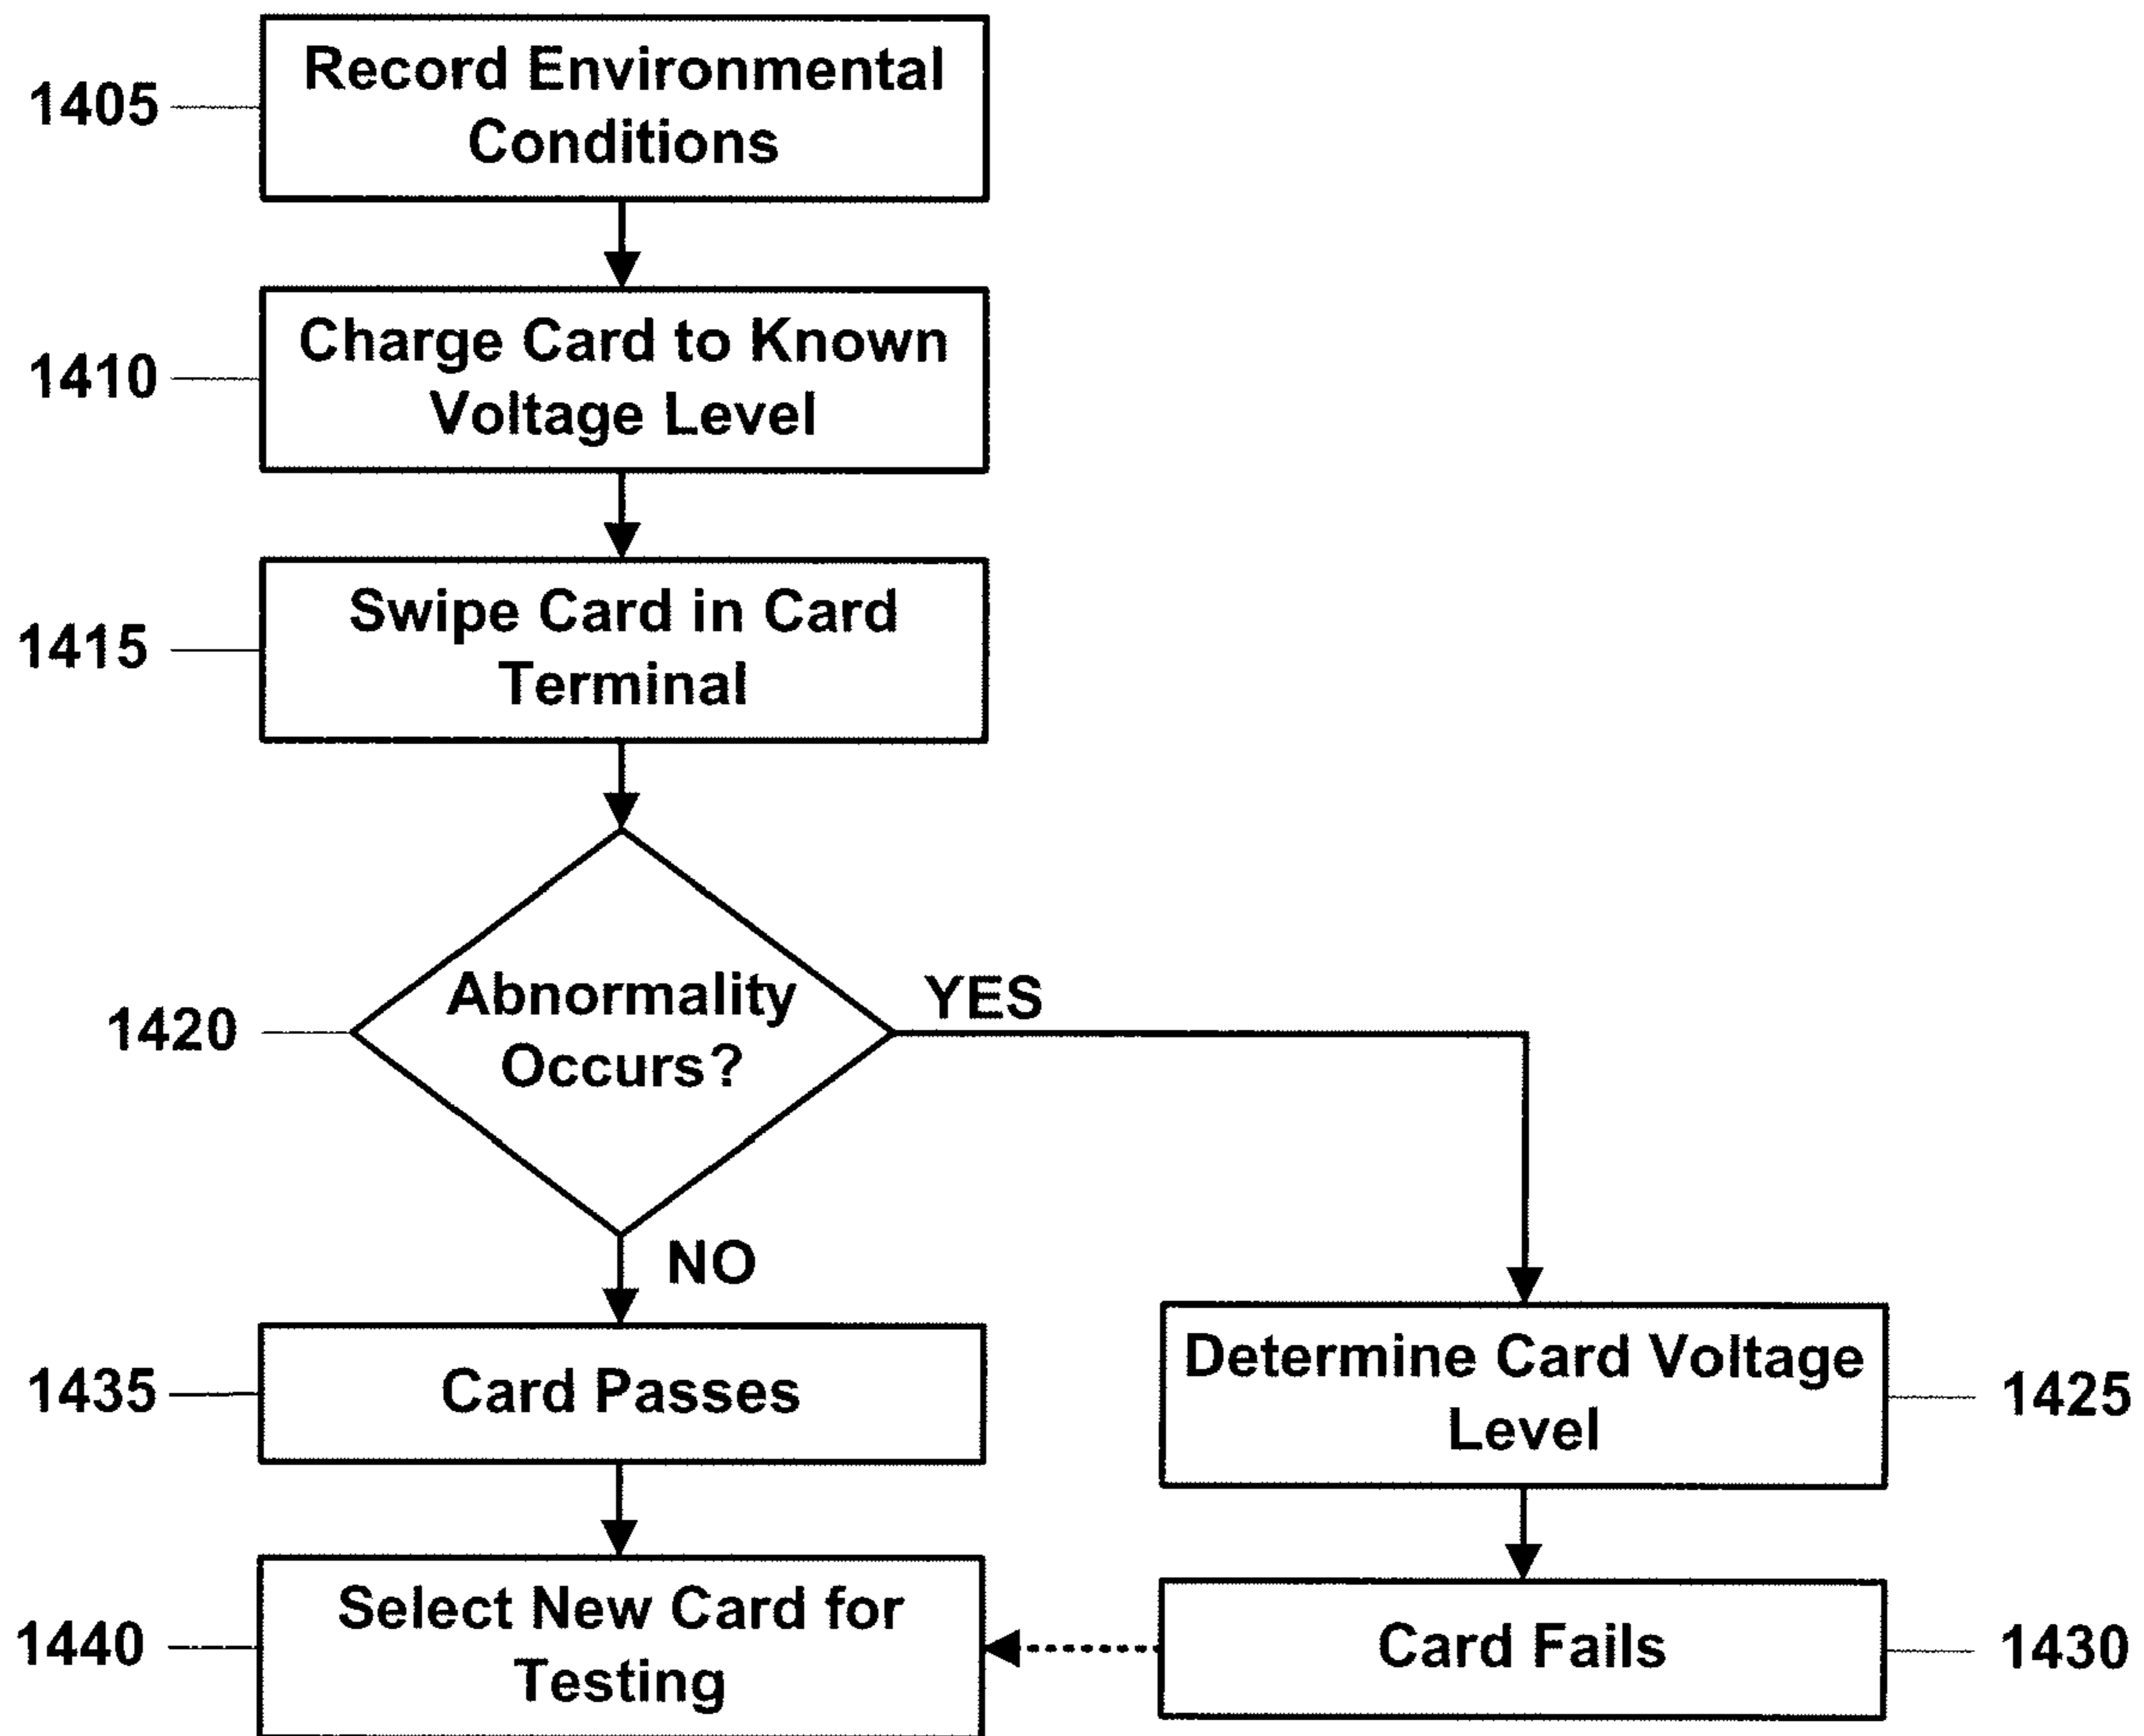 1405
Record Environmental
Conditions
1410
Charge Card to Known
Voltage Level
1415
Swipe Card in Card
Terminal
1420
Abnormality
Occurs?
YES
NO
1435
Card Passes
Determine Card Voltage
Level
1425
1440
Select New Card for
Testing
Card Fails
1430